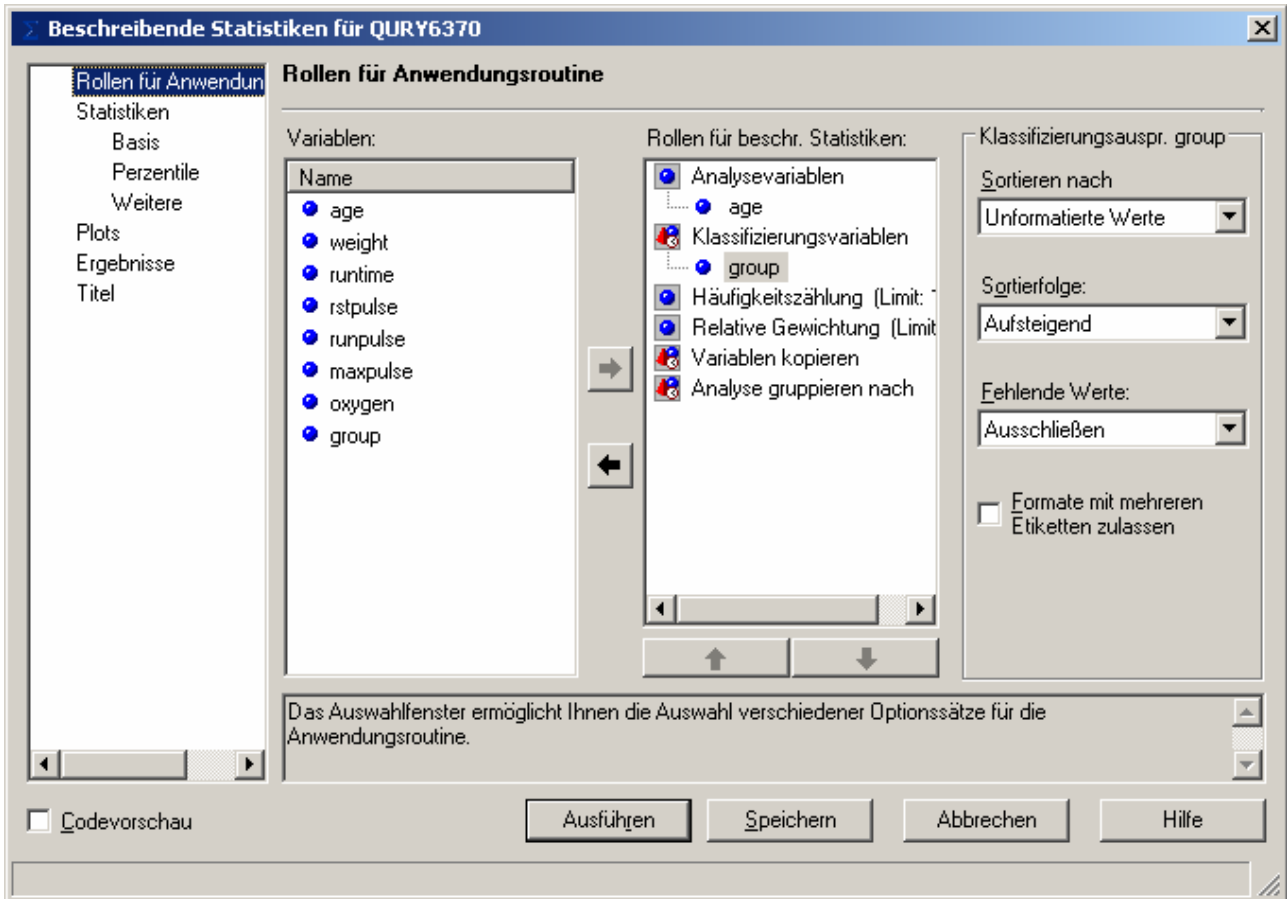 Beschreibende Statistiken für QURY6370
Rollen für Anwendun
Statistiken
Basis
Perzentile
Weitere
Plots
Ergebnisse
Titel
Rollen für Anwendungsroutine
Variablen:
Name
age
weight
runtime
rstpulse
runpulse
maxpulse
oxygen
group
Rollen für beschr. Statistiken:
Analysevariablen
age
Klassifizierungsvariablen
group
Häufigkeitszählung (Limit:
Relative Gewichtung (Limit
Variablen kopieren
Analyse gruppieren nach
Klassifizierungsauspr. group
Sortieren nach
Unformatierte Werte
Sortierfolge:
Aufsteigend
Fehlende Werte:
Ausschließen
Formate mit mehreren
Etiketten zulassen
Das Auswahlfenster ermöglicht Ihnen die Auswahl verschiedener Optionssätze für die
Anwendungsroutine.
Codevorschau
Ausführen
Speichern
Abbrechen
Hilfe